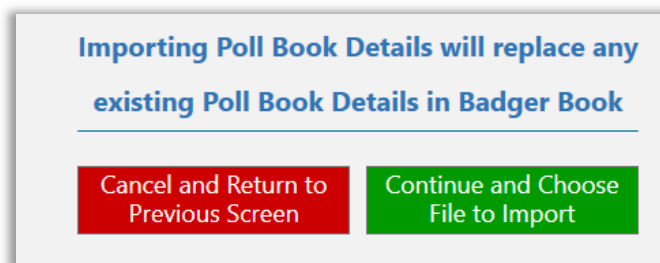 Importing Poll Book Details will replace any
existing Poll Book Details in Badger Book
Cancel and Return to
Previous Screen
Continue and Choose
File to Import